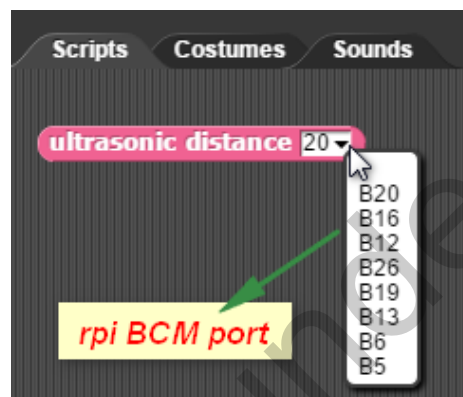 Scripts Costumes Sounds
ultrasonic distance 20
B20
B16
B12
B26
B19
B13
B6
B5
rpi BCM port